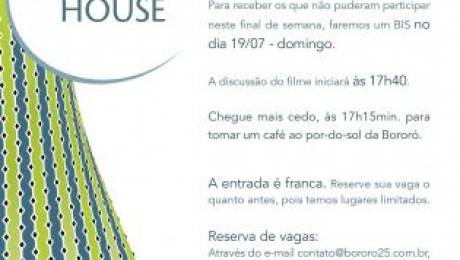 HOUSE
Para receber os que não puderam participar
neste final de semana, faremos um BIS no
dia 19/07 - domingo.
A discussão do filme iniciará às 17h40.
Chegue mais cedo, às 17h15min. para
tomar um café ao por-do-sol da Bororó.
A entrada é franca. Reserve sua vaga o
quanto antes, pois temos lugares limitados.
Reserva de vagas:
Através do e-mail contato@bororo25.com.br,